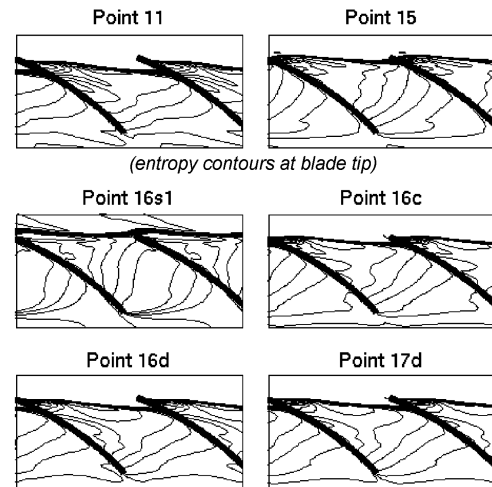 Point 11
Point 15
(entropy contours at blade tip)
Point 16s1
Point 16c
Point 16d
Point 17d